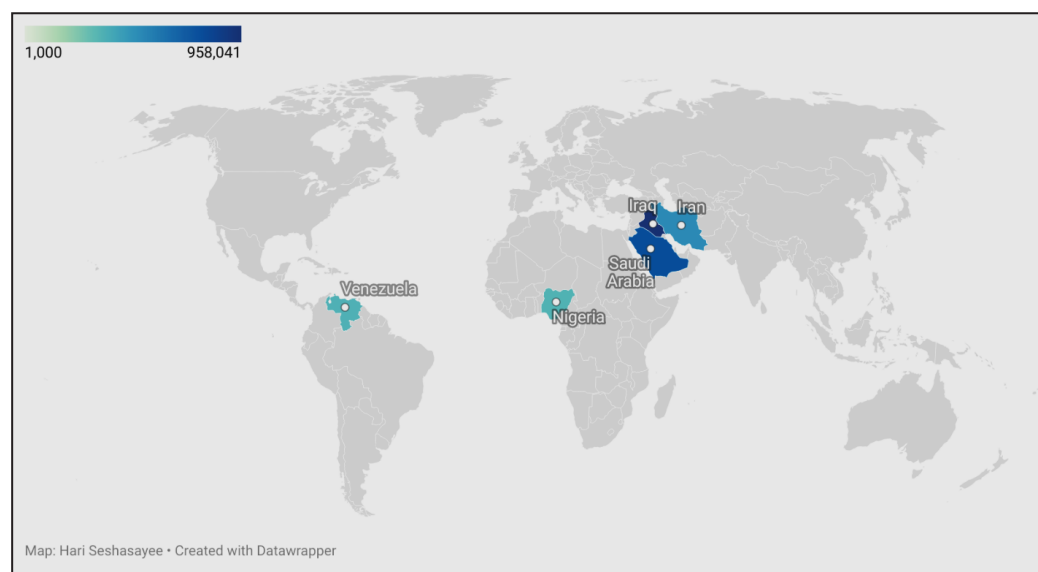 1,000
958,041
Iraq
Iran
Saudi
Arabia
Venezuela
Nigeria
Map: Hari Seshasayee • Created with Datawrapper